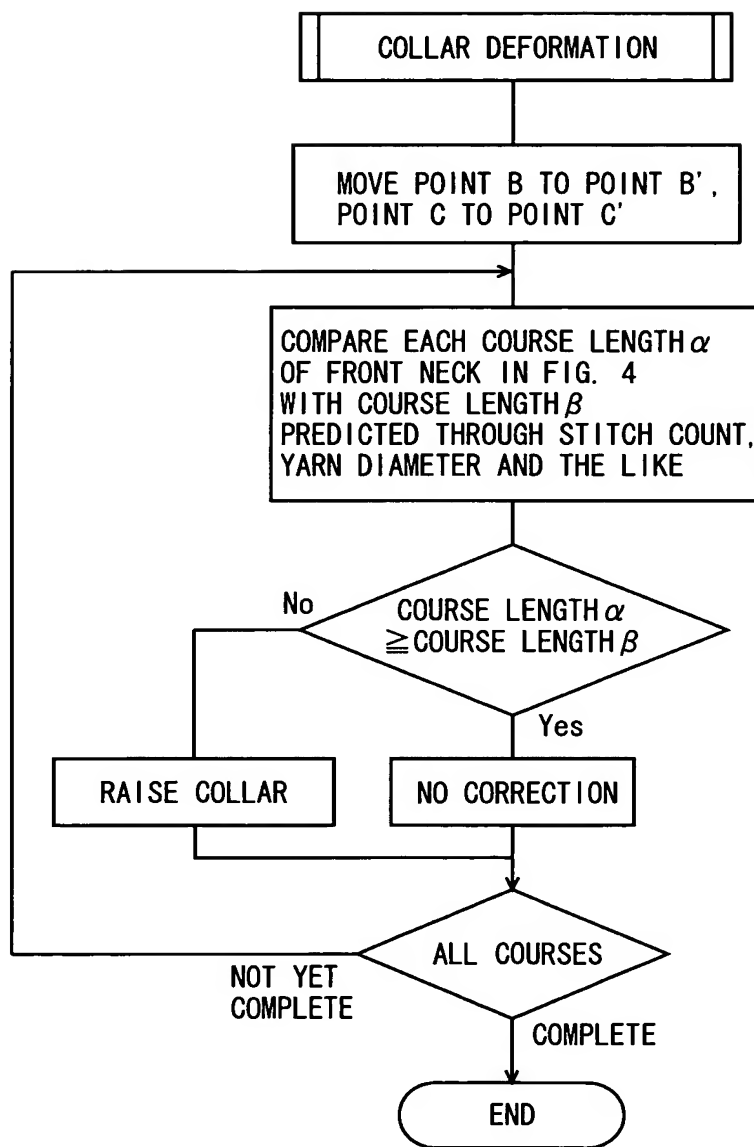 COLLAR DEFORMATION
MOVE POINT B TO POINT B',
POINT C TO POINT C'
COMPARE EACH COURSE LENGTH α
OF FRONT NECK IN FIG. 4
WITH COURSE LENGTH β
PREDICTED THROUGH STITCH COUNT,
YARN DIAMETER AND THE LIKE
No
COURSE LENGTH α
≧COURSE LENGTH β
Yes
RAISE COLLAR
NO CORRECTION
ALL COURSES
NOT YET
COMPLETE
COMPLETE
END